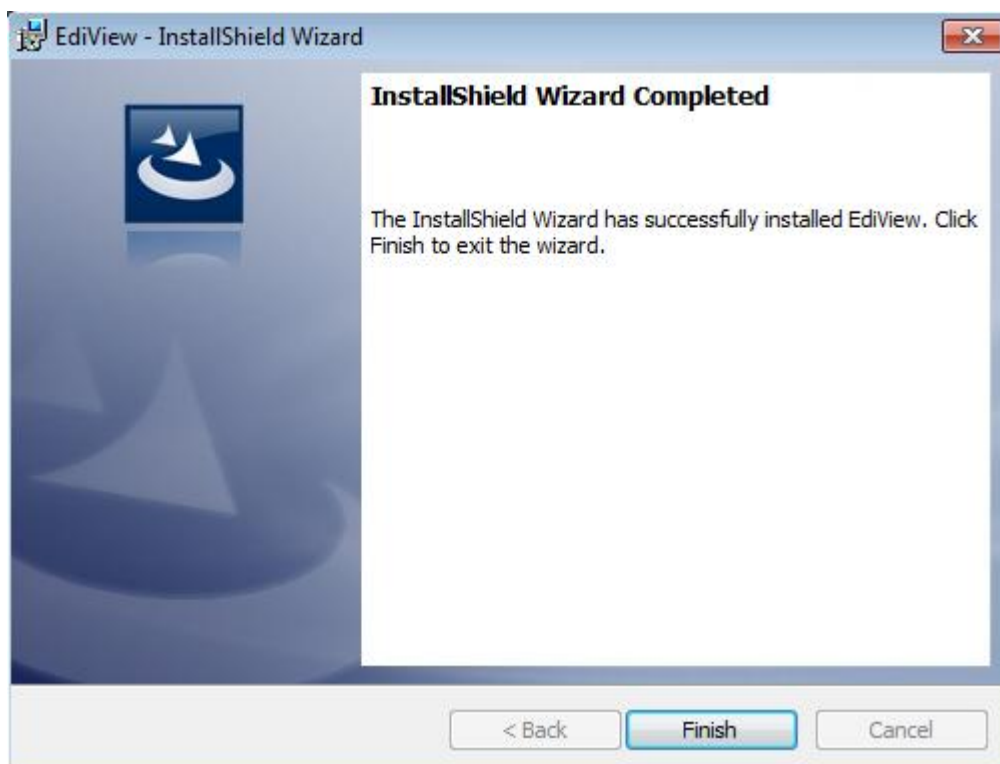 EdiView - InstallShield Wizard
InstallShield Wizard Completed
The InstallShield Wizard has successfully installed EdiView. Click
Finish to exit the wizard.
< Back
Finish
Cancel